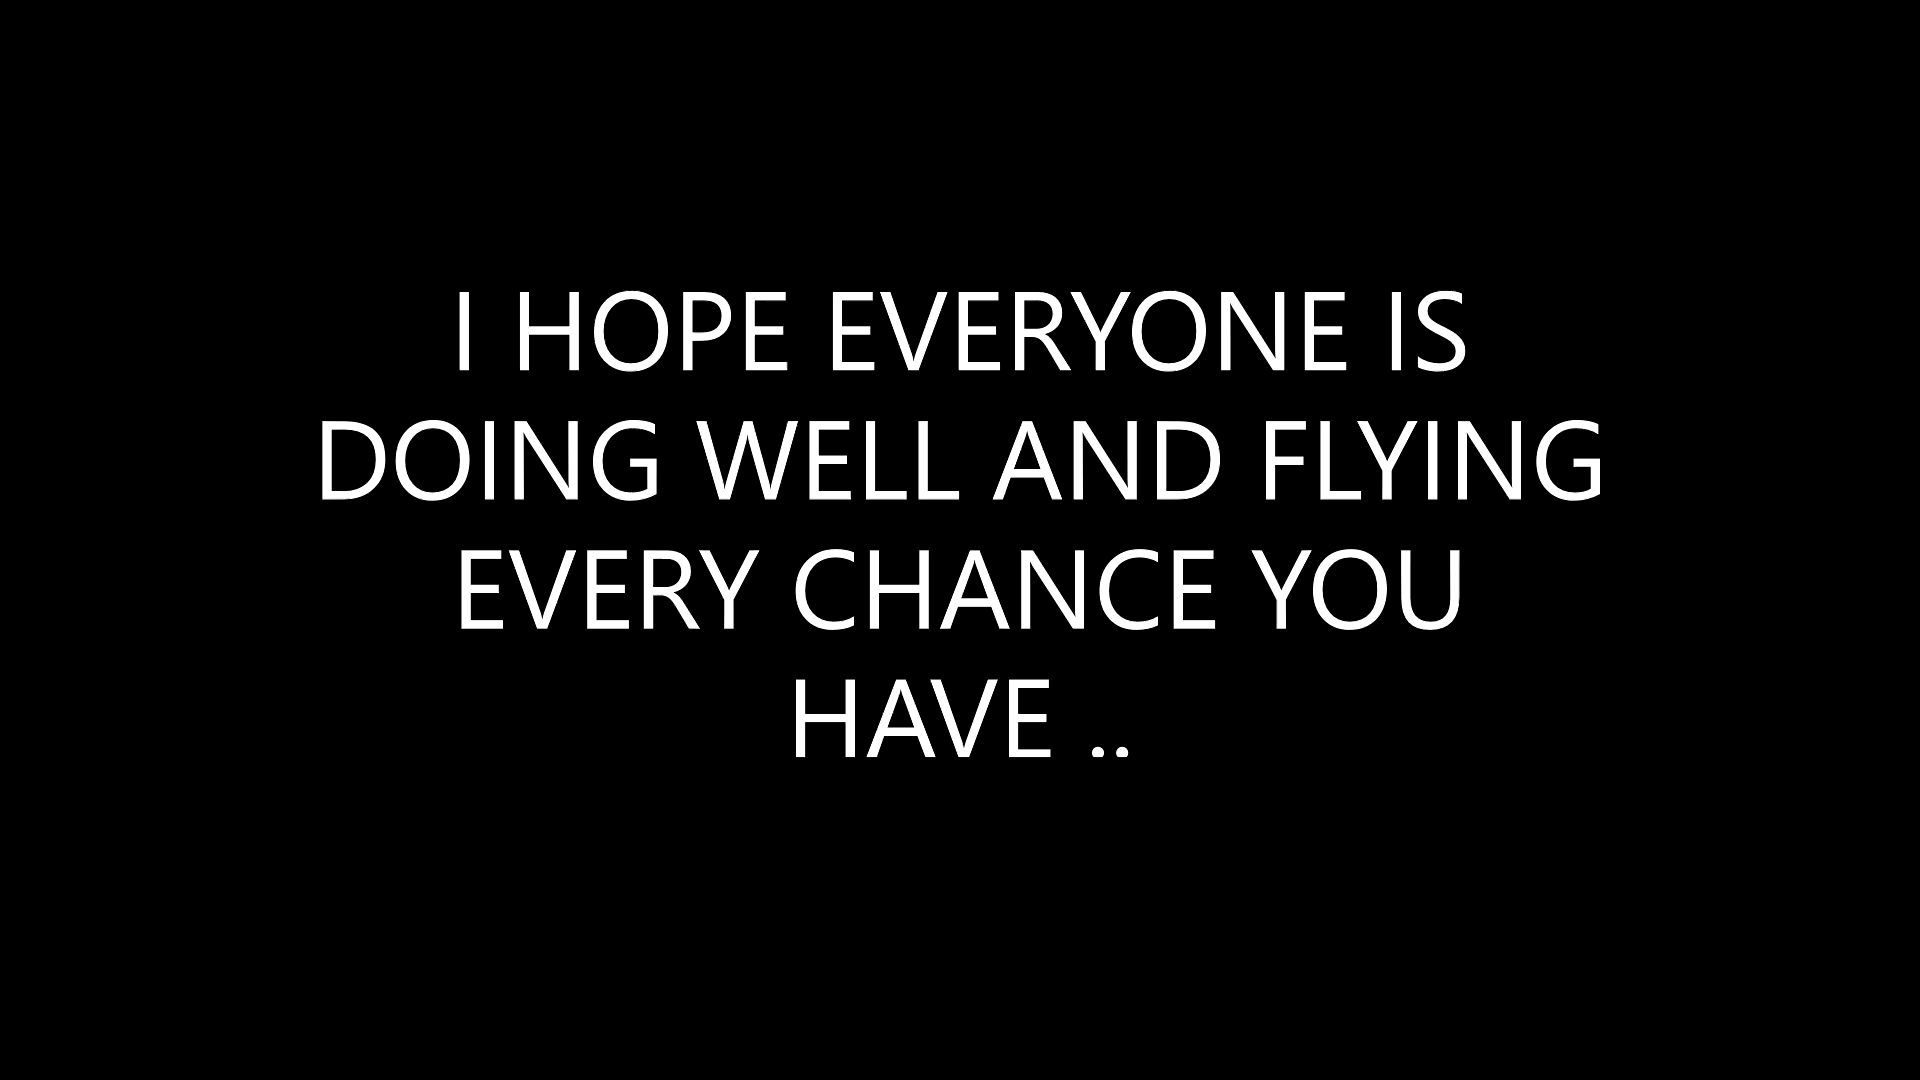 I HOPE EVERYONE IS
DOING WELL AND FLYING
EVERY CHANCE YOU
HAVE ..